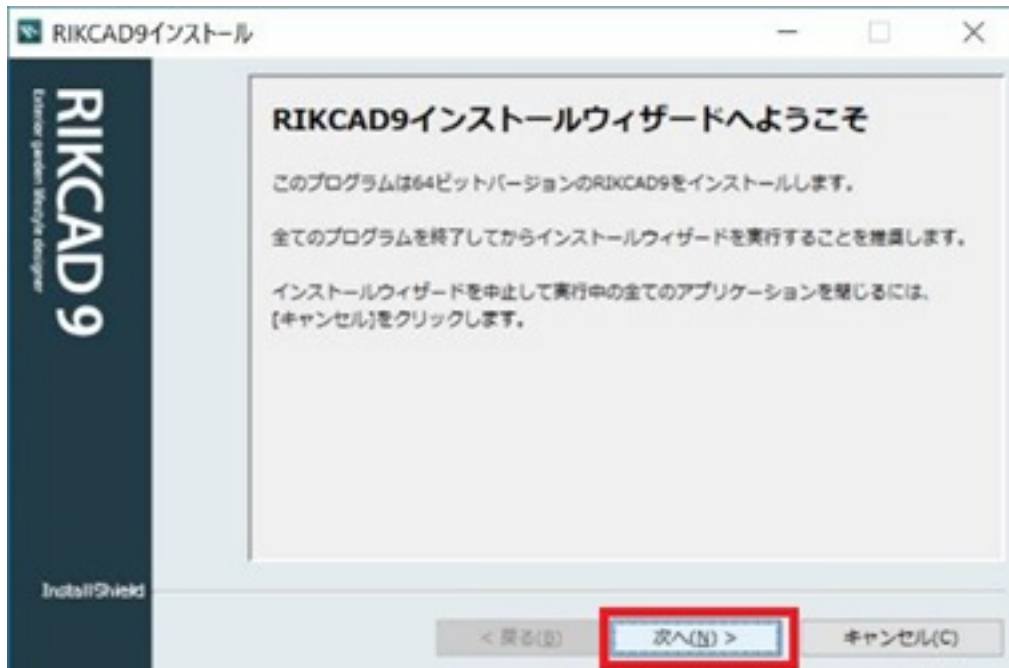 RIKCAD9インストール
RIKCAD 9
Exterior garden lifestyle designer
RIKCAD9インストールウィザードへようこそ
このプログラムは64ビットバージョンのRIKCAD9をインストールします。
全てのプログラムを終了してからインストールウィザードを実行することを推奨します。
インストールウィザードを中止して実行中の全てのアプリケーションを閉じるには、
[キャンセル]をクリックします。
InstallShield
< 戻る(B)
次へ(N) >
キャンセル(C)